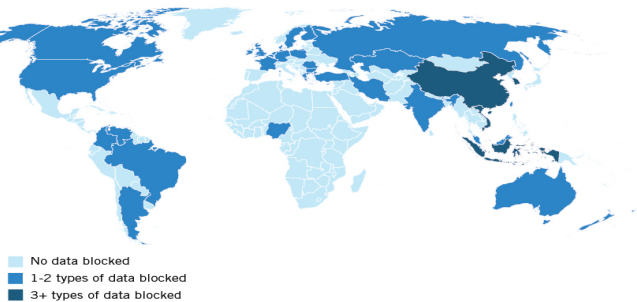 No data blocked
1-2 types of data blocked
3+ types of data blocked